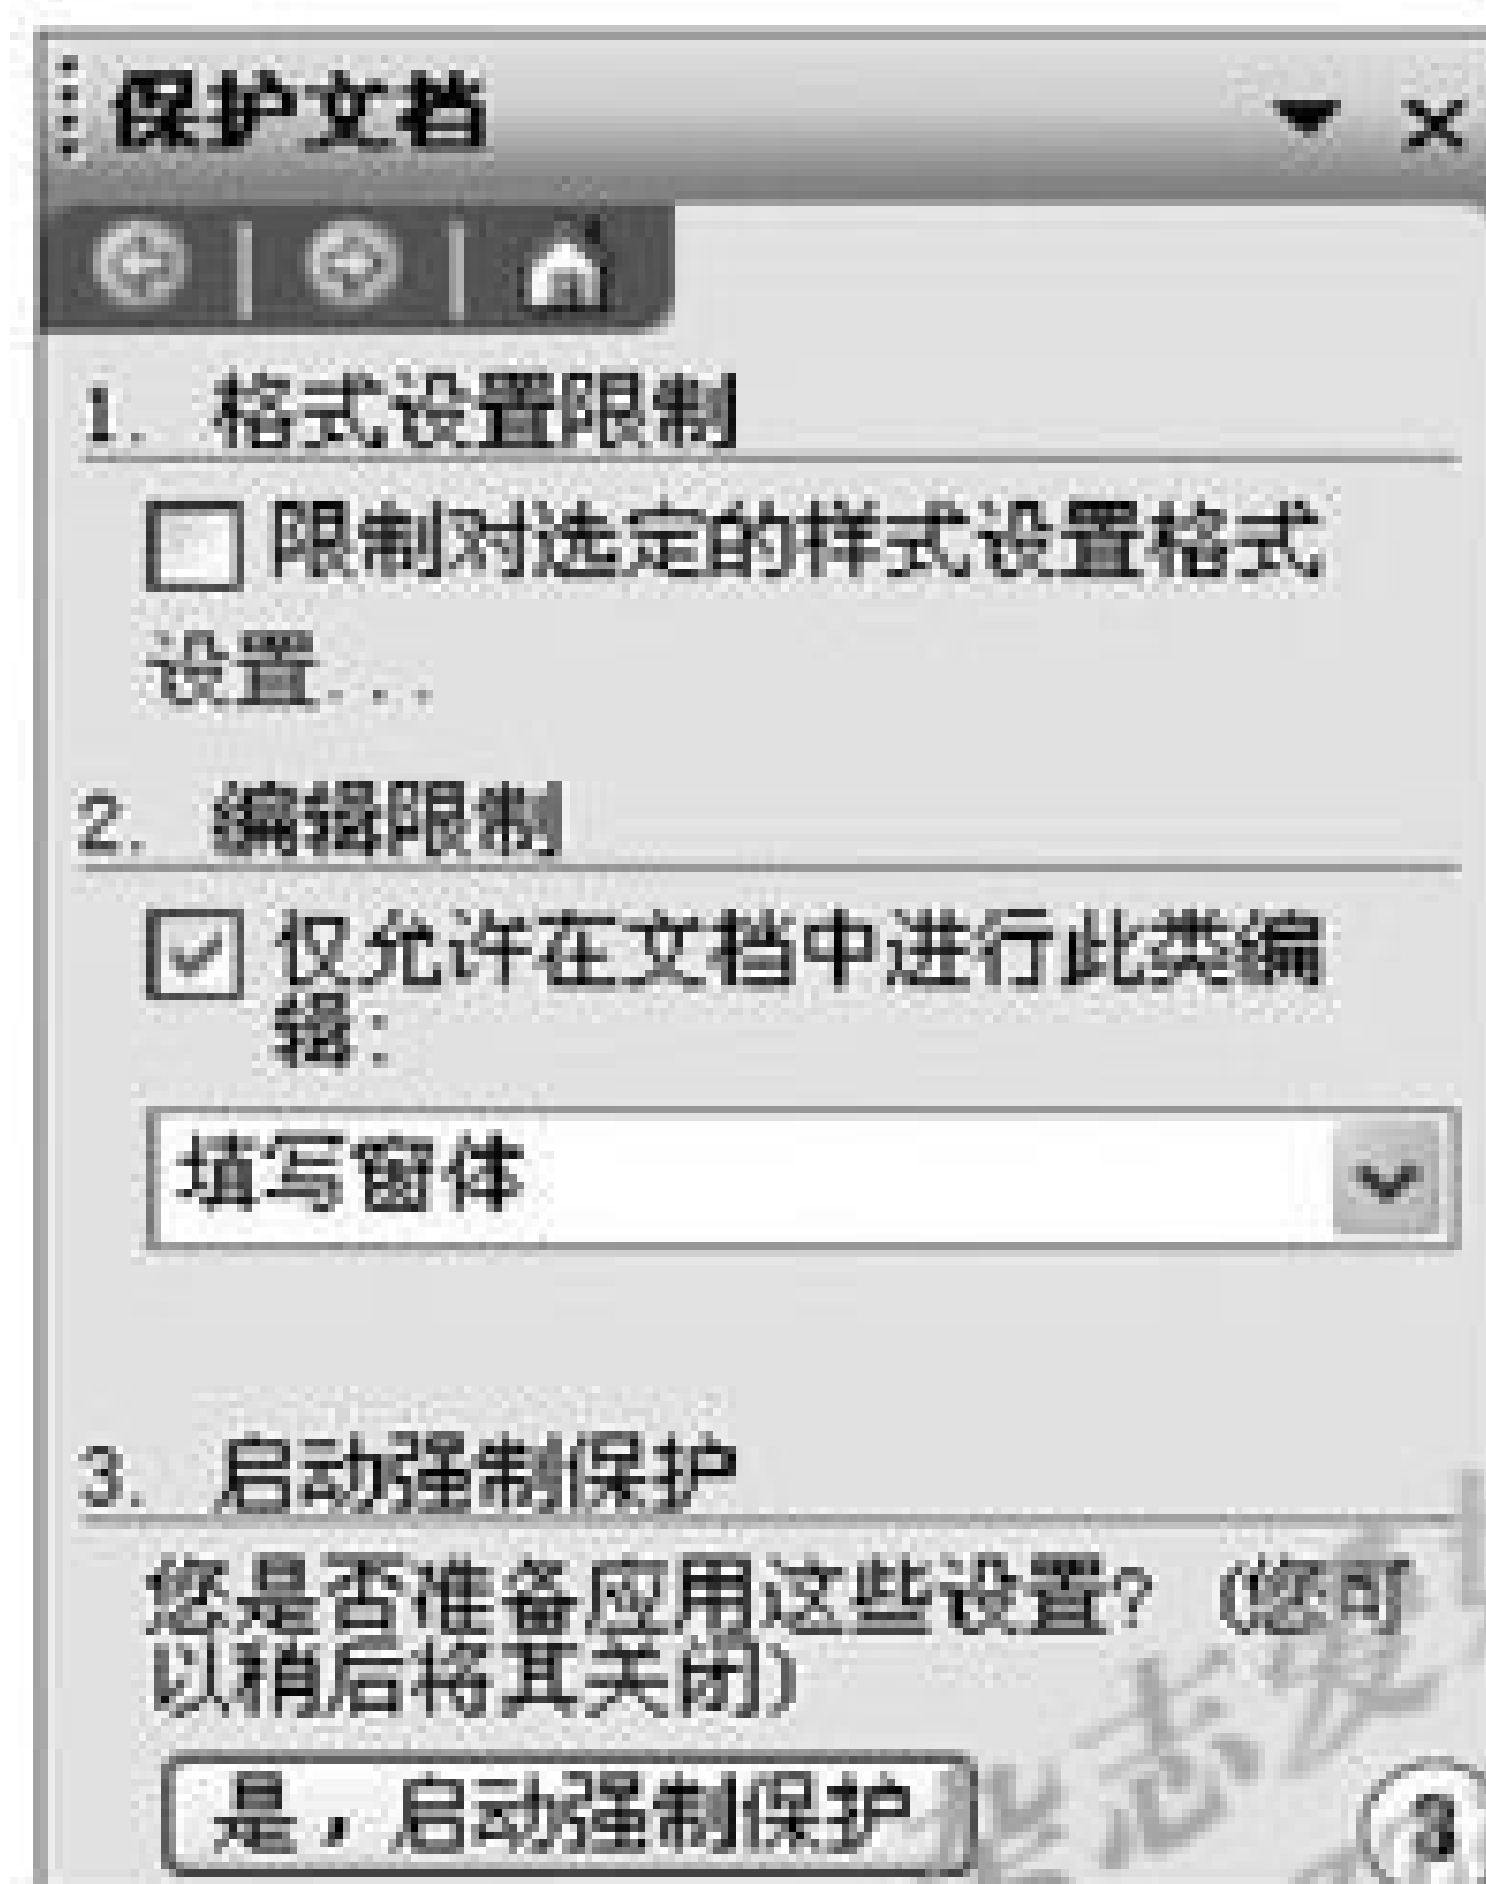 保护文档
1. 格式设置限制
限制对选定的样式设置格式
设置...
2. 编辑限制
仅允许在文档中进行此类编
辑：
填写窗体
3. 启动强制保护
您是否准备应用这些设置？（您可
以稍后将其关闭）
是，启动强制保护
3